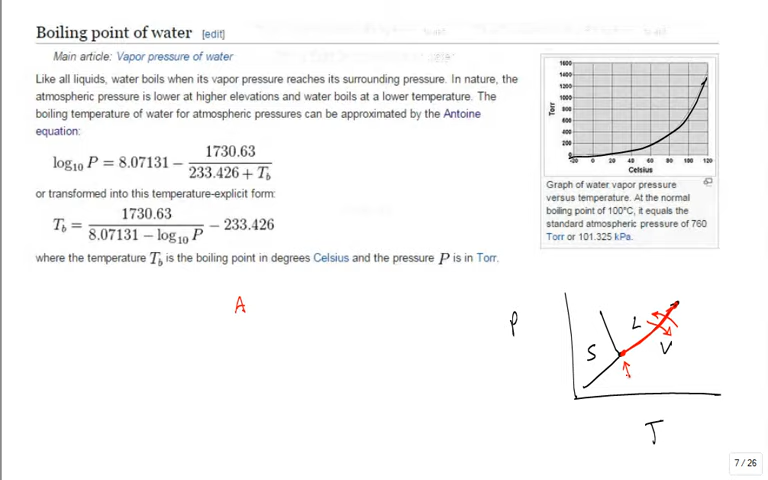 Boiling point of water [edit]
Main article: Vapor pressure of water
Like all liquids, water boils when its vapor pressure reaches its surrounding pressure. In nature, the
atmospheric pressure is lower at higher elevations and water boils at a lower temperature. The
boiling temperature of water for atmospheric pressures can be approximated by the Antoine
equation:
log₁₀ P = 8.07131 − 1730.63 / (233.426 + T_b)
or transformed into this temperature-explicit form:
T_b = 1730.63 / (8.07131 − log₁₀ P) − 233.426
where the temperature T_b is the boiling point in degrees Celsius and the pressure P is in Torr.
1600
1400
1200
1000
800
600
400
200
0
Torr
-20 0 20 40 60 80 100 120
Celsius
Graph of water vapor pressure
versus temperature. At the normal
boiling point of 100°C, it equals the
standard atmospheric pressure of 760
Torr or 101.325 kPa.
A
P
S
L
V
T
7 / 26